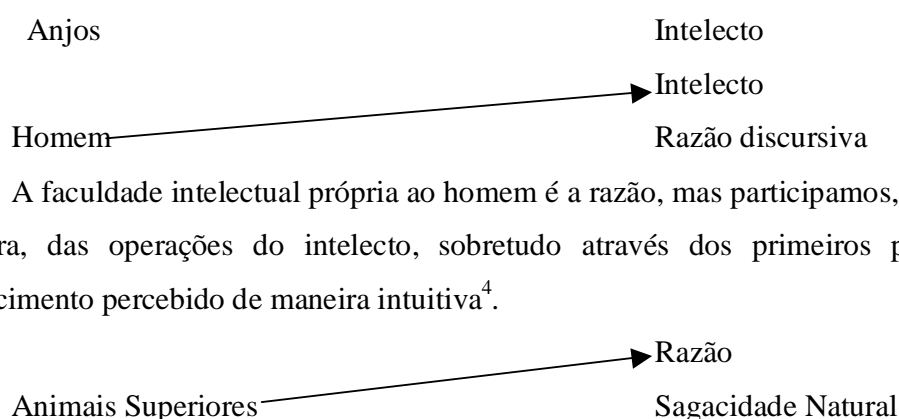 Anjos Intelecto
Intelecto
Homem Razão discursiva
A faculdade intelectual própria ao homem é a razão, mas participamos,
ra, das operações do intelecto, sobretudo através dos primeiros p
cimento percebido de maneira intuitiva4.
Razão
Animais Superiores Sagacidade Natural